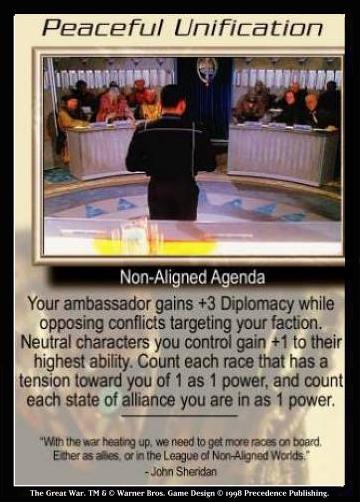 Peaceful Unification
Non-Aligned Agenda
Your ambassador gains +3 Diplomacy while
opposing conflicts targeting your faction.
Neutral characters you control gain +1 to their
highest ability. Count each race that has a
tension toward you of 1 as 1 power, and count
each state of alliance you are in as 1 power.
"With the war heating up, we need to get more races on board.
Either as allies, or in the League of Non-Aligned Worlds."
- John Sheridan
The Great War. TM & © Warner Bros. Game Design © 1998 Precedence Publishing.